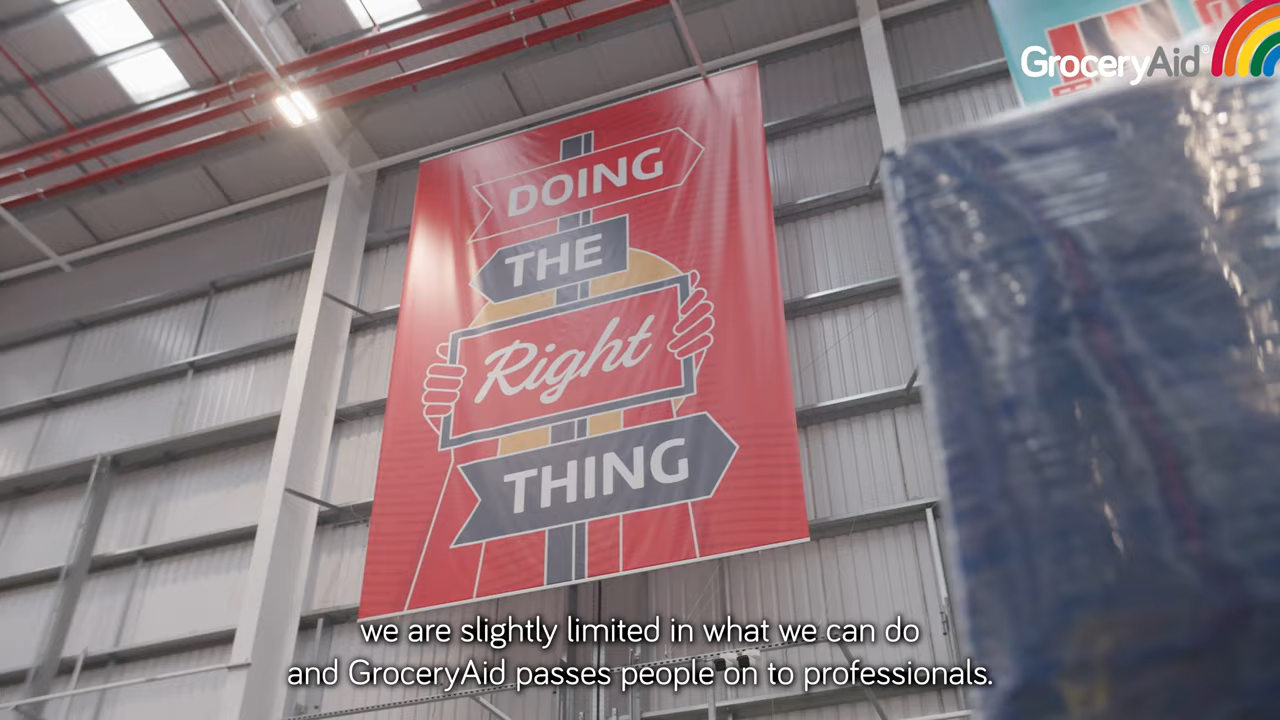 GroceryAid®
DOING
THE
Right
THING
we are slightly limited in what we can do
and GroceryAid passes people on to professionals.